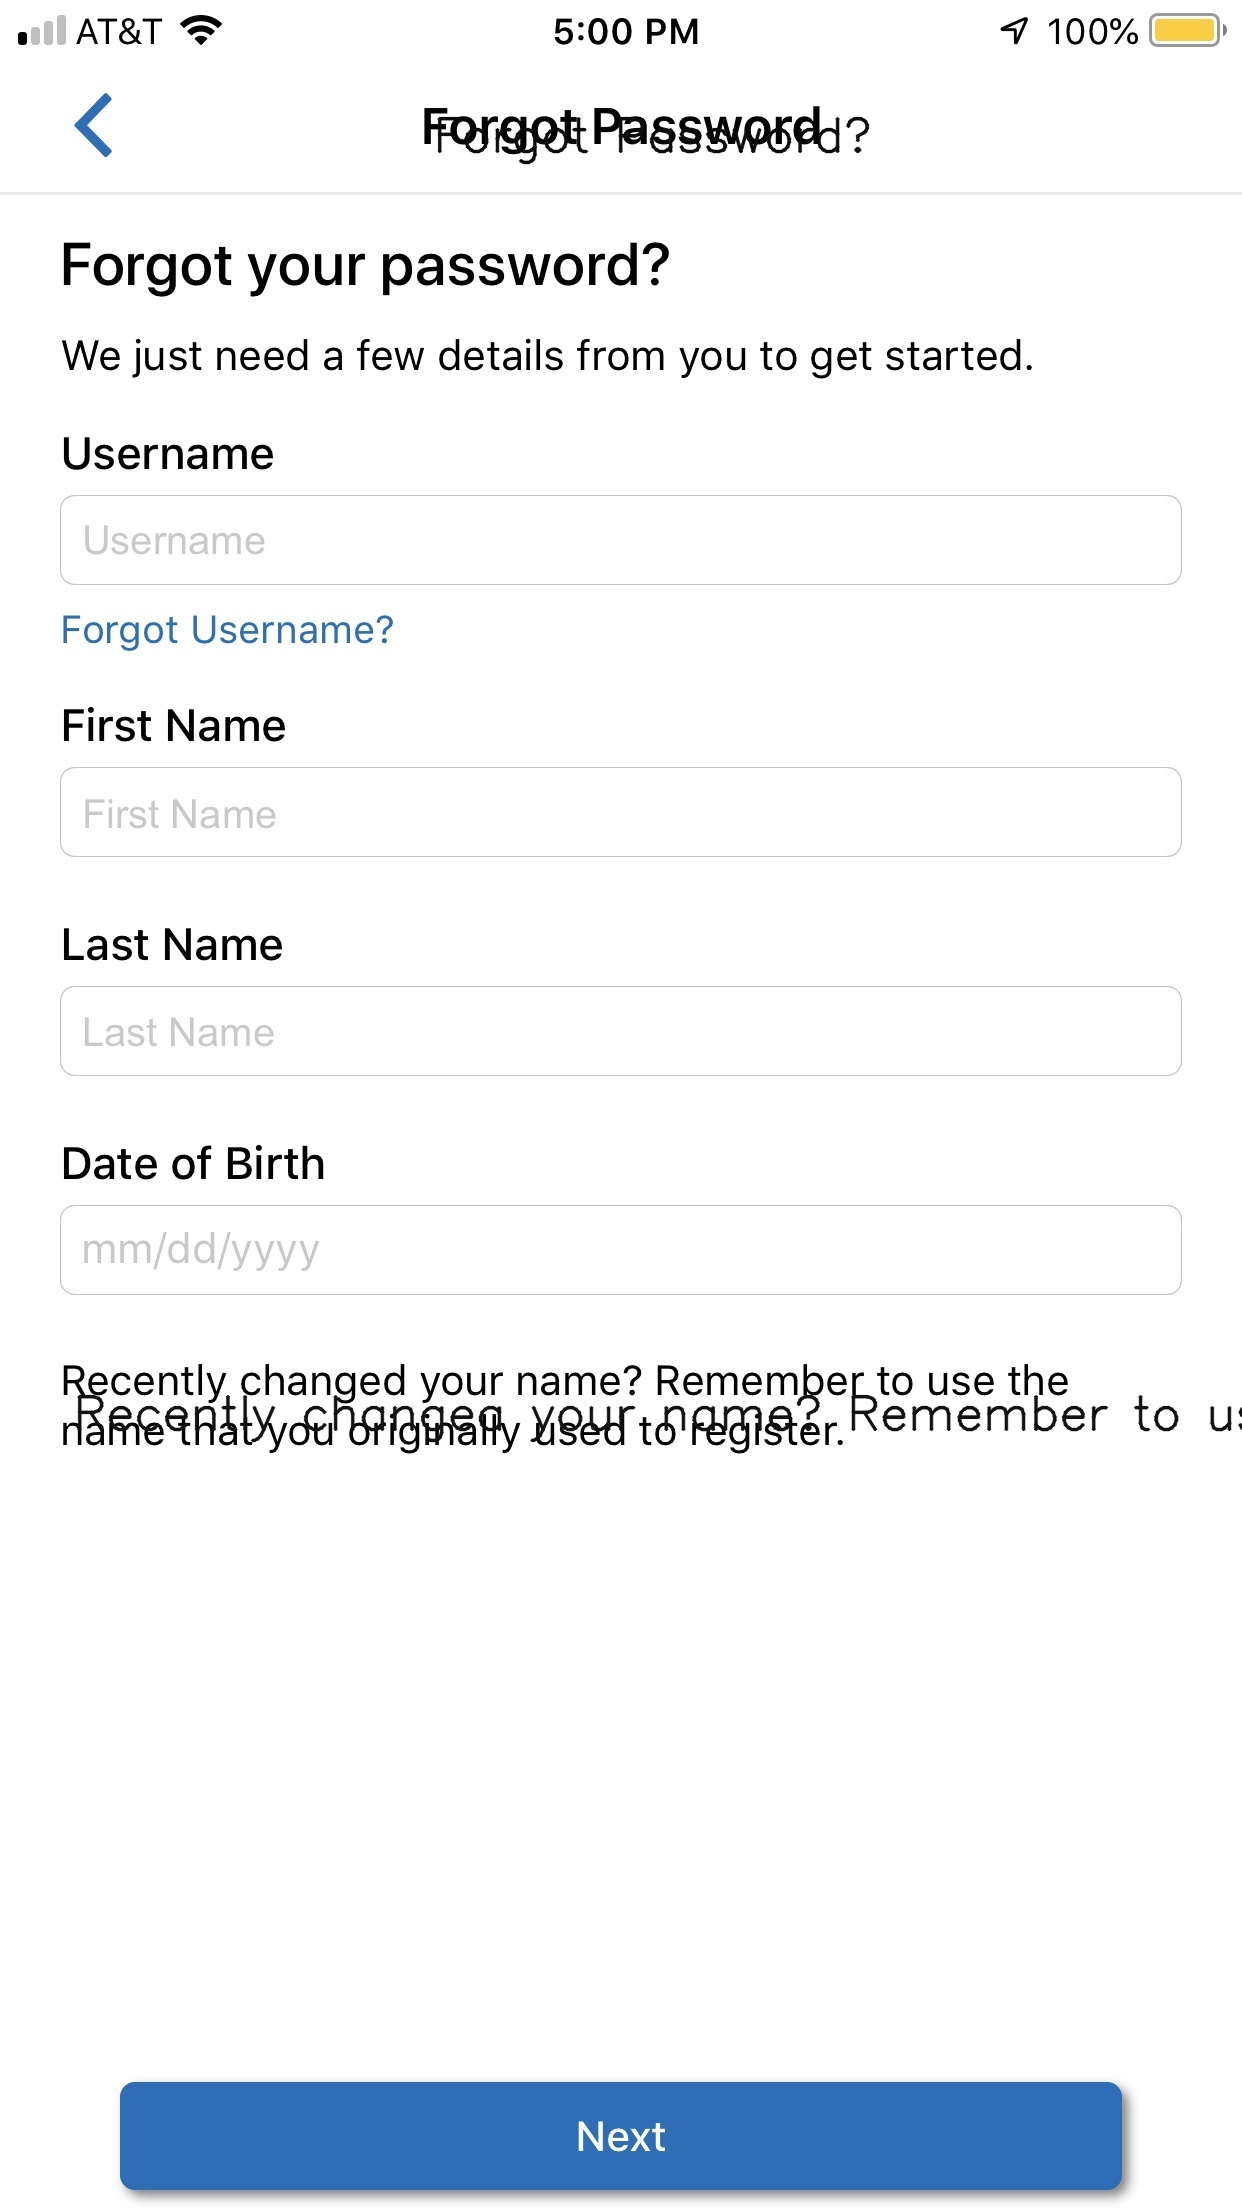 AT&T 5:00 PM 100%
Forgot Password
Forgot Password?
Forgot your password?
We just need a few details from you to get started.
Username
Username
Forgot Username?
First Name
First Name
Last Name
Last Name
Date of Birth
mm/dd/yyyy
Recently changed your name? Remember to use the
Recently changed your name? Remember to us
name that you originally used to register.
Next